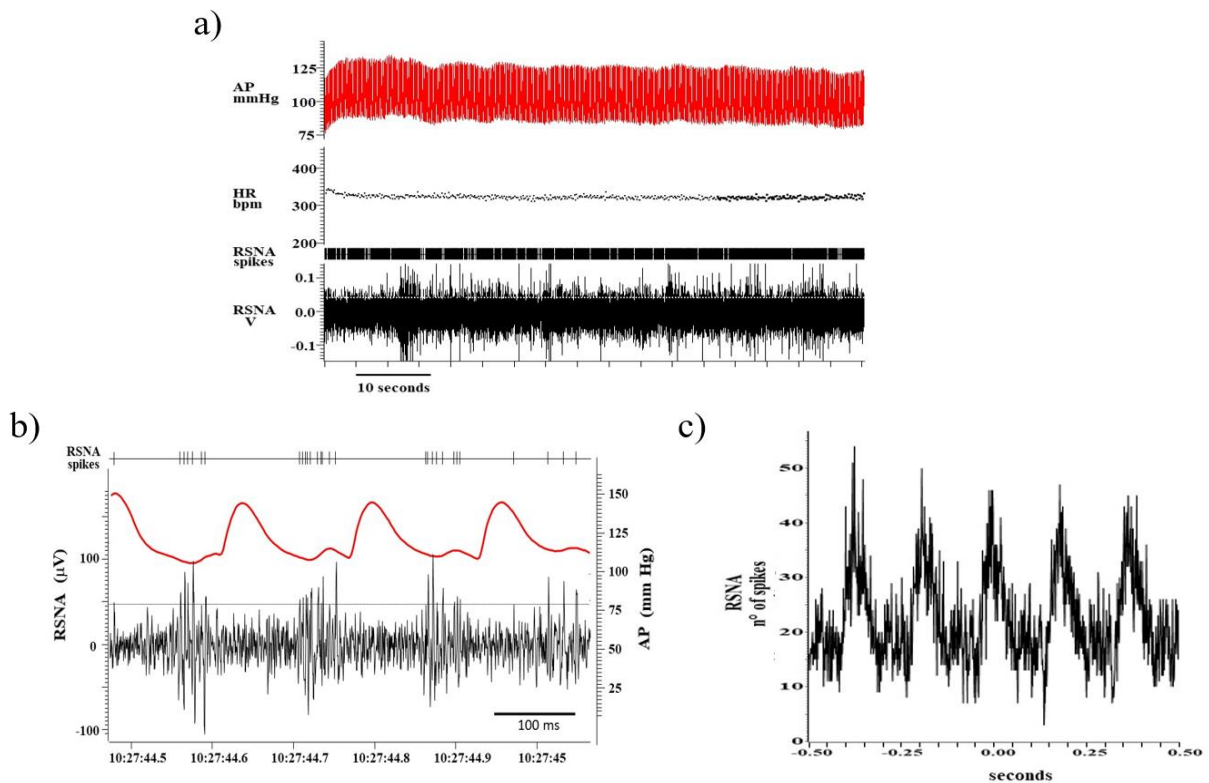 a)
125
AP
mmHg
100
75
400
HR
bpm
300
200
RSNA
spikes
0.1
RSNA
V
0.0
-0.1
10 seconds
b)
RSNA
spikes
150
125
100
100
75
50
25
0
-100
RSNA (µV)
AP (mm Hg)
100 ms
10:27:44.5 10:27:44.6 10:27:44.7 10:27:44.8 10:27:44.9 10:27:45
c)
50
40
30
20
10
0
RSNA
nº of spikes
-0.50 -0.25 0.00 0.25 0.50
seconds